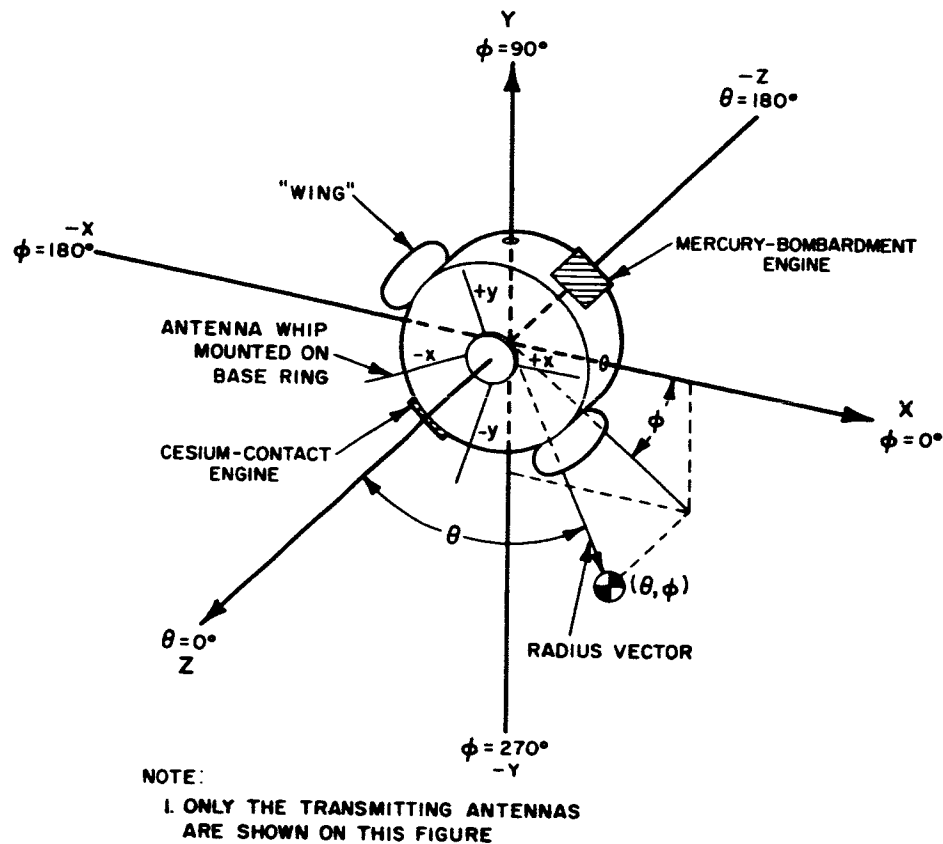 Y
ϕ=90°
-Z
θ=180°
"WING"
-X
ϕ=180°
MERCURY-BOMBARDMENT
ENGINE
+y
ANTENNA WHIP
MOUNTED ON
BASE RING
-x
+x
θ
X
ϕ=0°
ϕ
-y
CESIUM-CONTACT
ENGINE
θ
(θ,ϕ)
θ=0°
Z
RADIUS VECTOR
ϕ=270°
-Y
NOTE:
1. ONLY THE TRANSMITTING ANTENNAS
ARE SHOWN ON THIS FIGURE